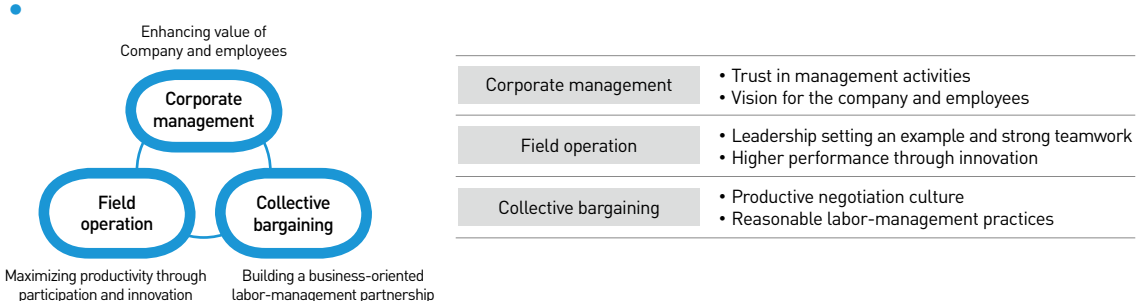 Enhancing value of
Company and employees
Corporate
management
Field
operation
Collective
bargaining
Maximizing productivity through
participation and innovation
Building a business-oriented
labor-management partnership
Corporate management
• Trust in management activities
• Vision for the company and employees
Field operation
• Leadership setting an example and strong teamwork
• Higher performance through innovation
Collective bargaining
• Productive negotiation culture
• Reasonable labor-management practices